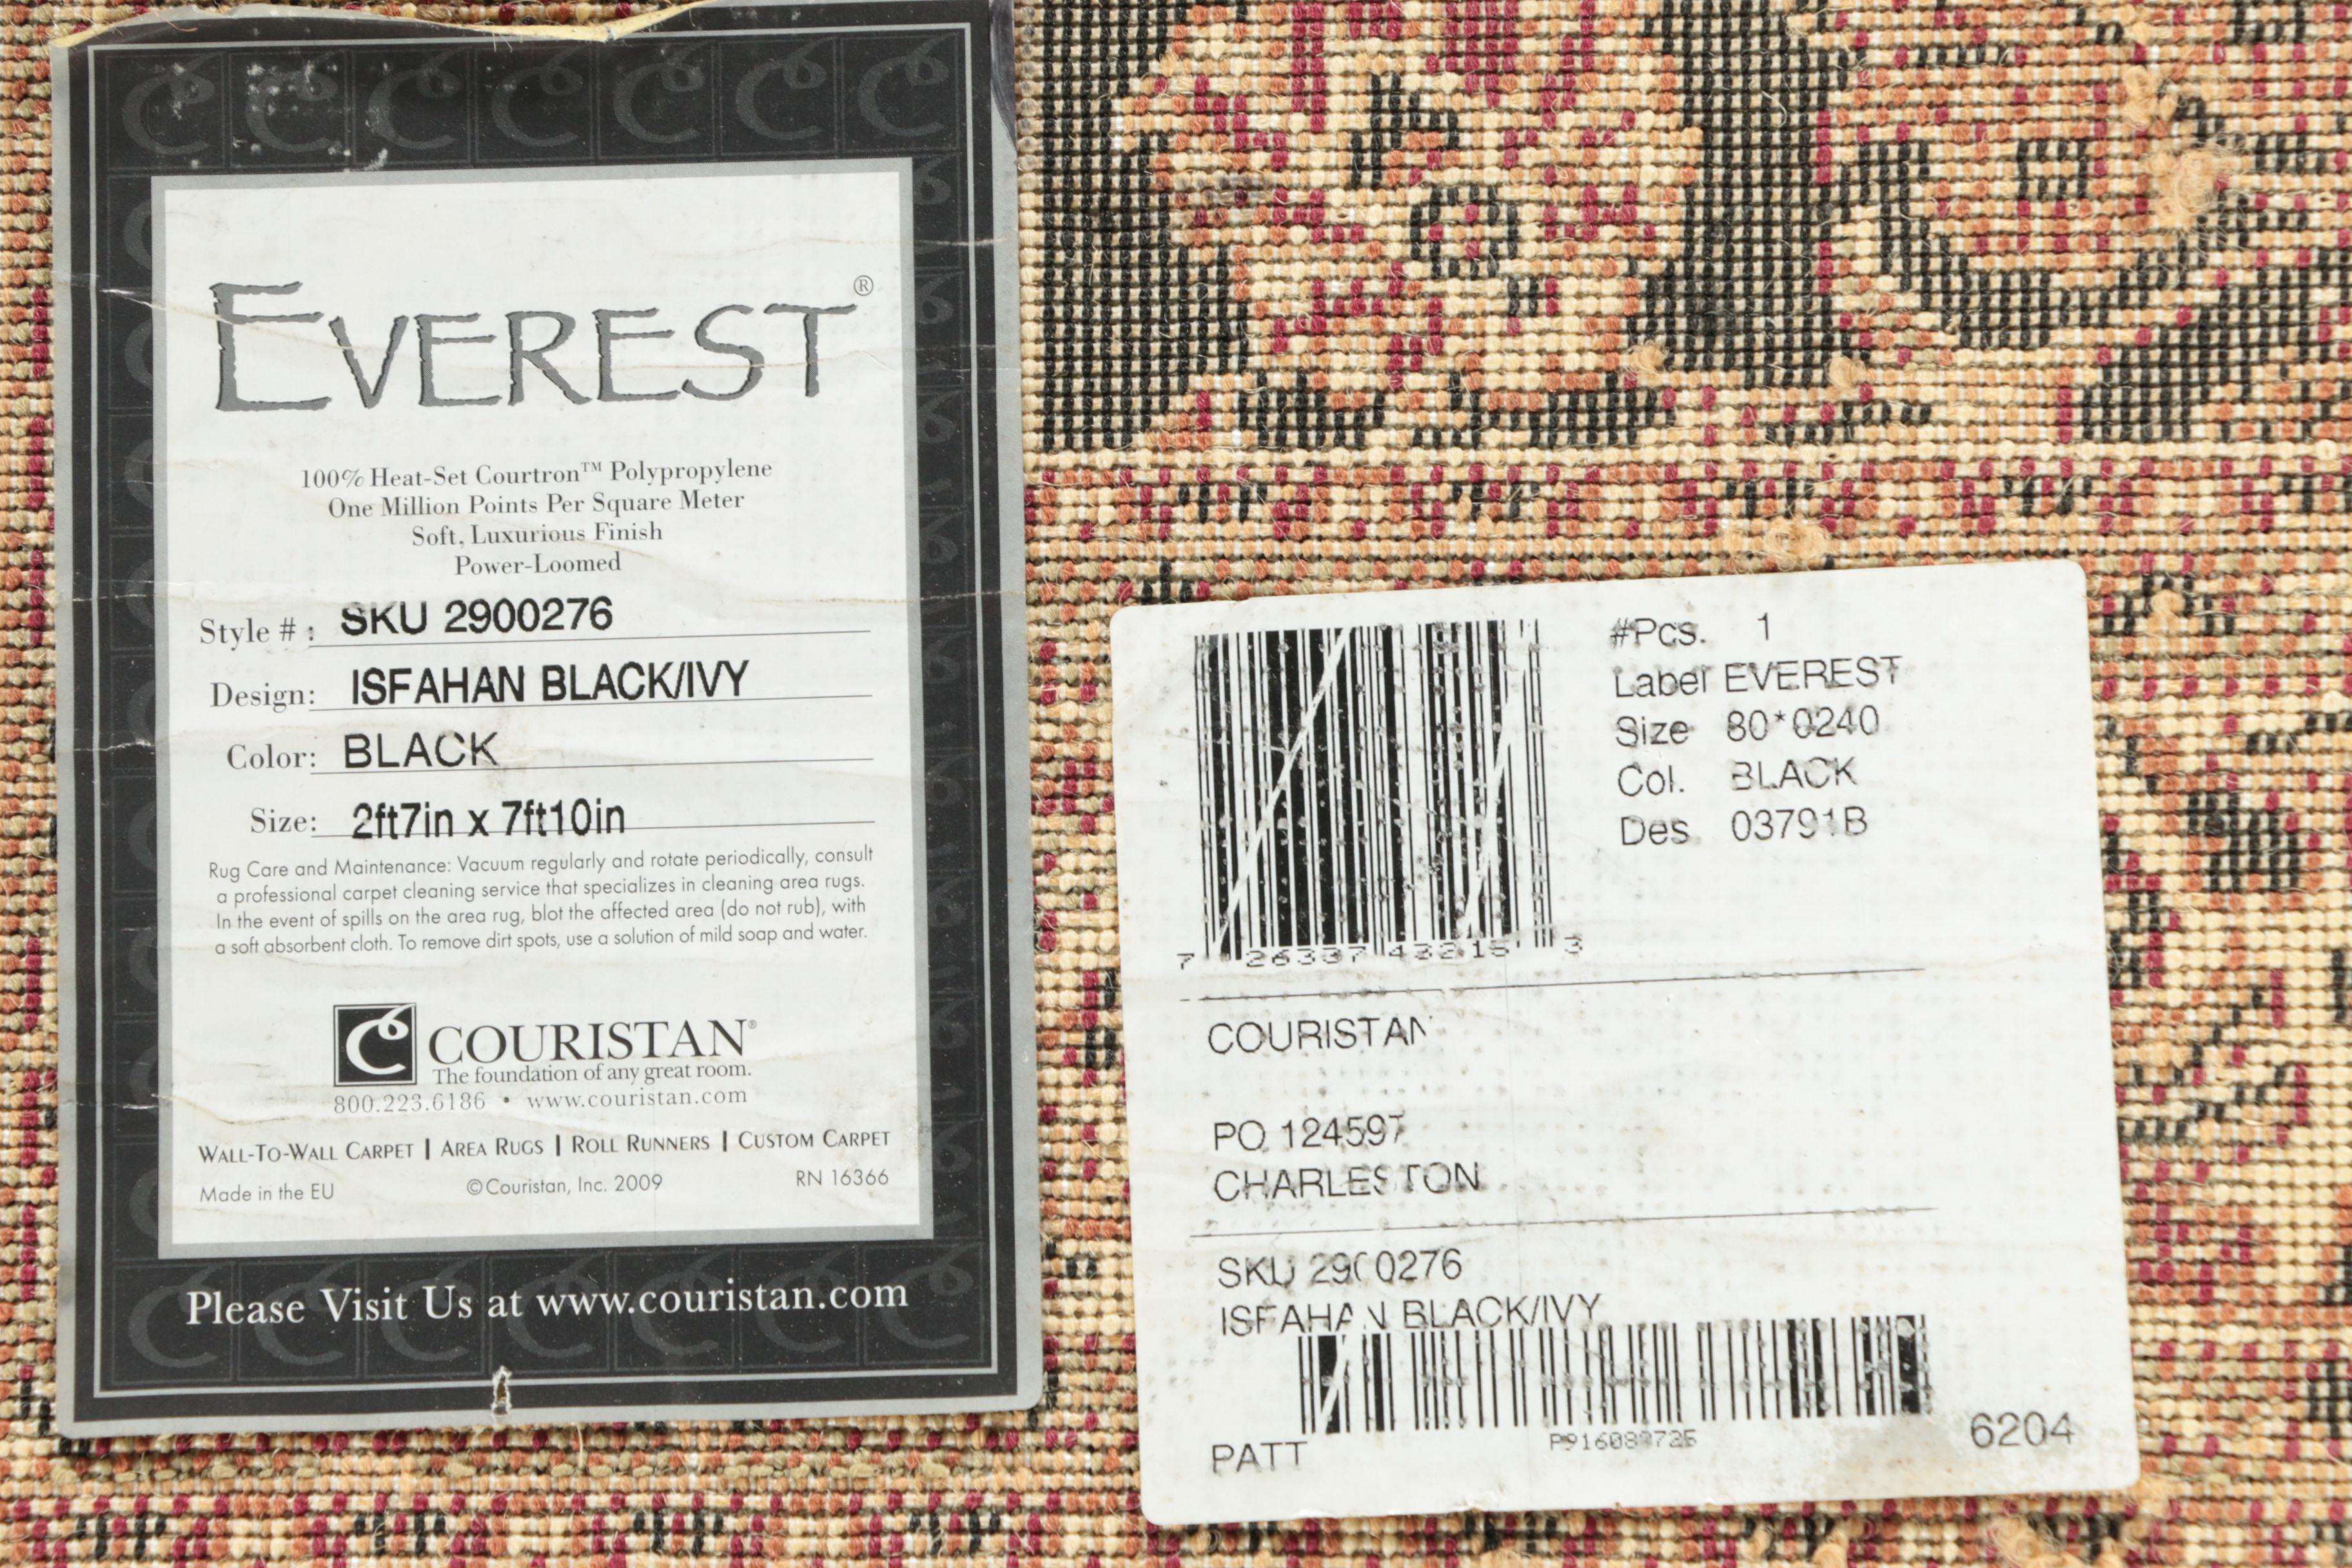 EVEREST®
100% Heat-Set Courtron™ Polypropylene
One Million Points Per Square Meter
Soft, Luxurious Finish
Power-Loomed
Style # : SKU 2900276
Design: ISFAHAN BLACK/IVY
Color: BLACK
Size: 2ft7in x 7ft10in
Rug Care and Maintenance: Vacuum regularly and rotate periodically, consult
a professional carpet cleaning service that specializes in cleaning area rugs.
In the event of spills on the area rug, blot the affected area (do not rub), with
a soft absorbent cloth. To remove dirt spots, use a solution of mild soap and water.
COURISTAN®
The foundation of any great room.
800.223.6186 • www.couristan.com
WALL-TO-WALL CARPET | AREA RUGS | ROLL RUNNERS | CUSTOM CARPET
Made in the EU ©Couristan, Inc. 2009 RN 16366
Please Visit Us at www.couristan.com
#Pcs. 1
Label EVEREST
Size 80*0240
Col. BLACK
Des 03791B
7 26337 43215 3
COURISTAN
PO 124597
CHARLESTON
SKU 2900276
ISFAHAN BLACK/IVY
PATT
6204